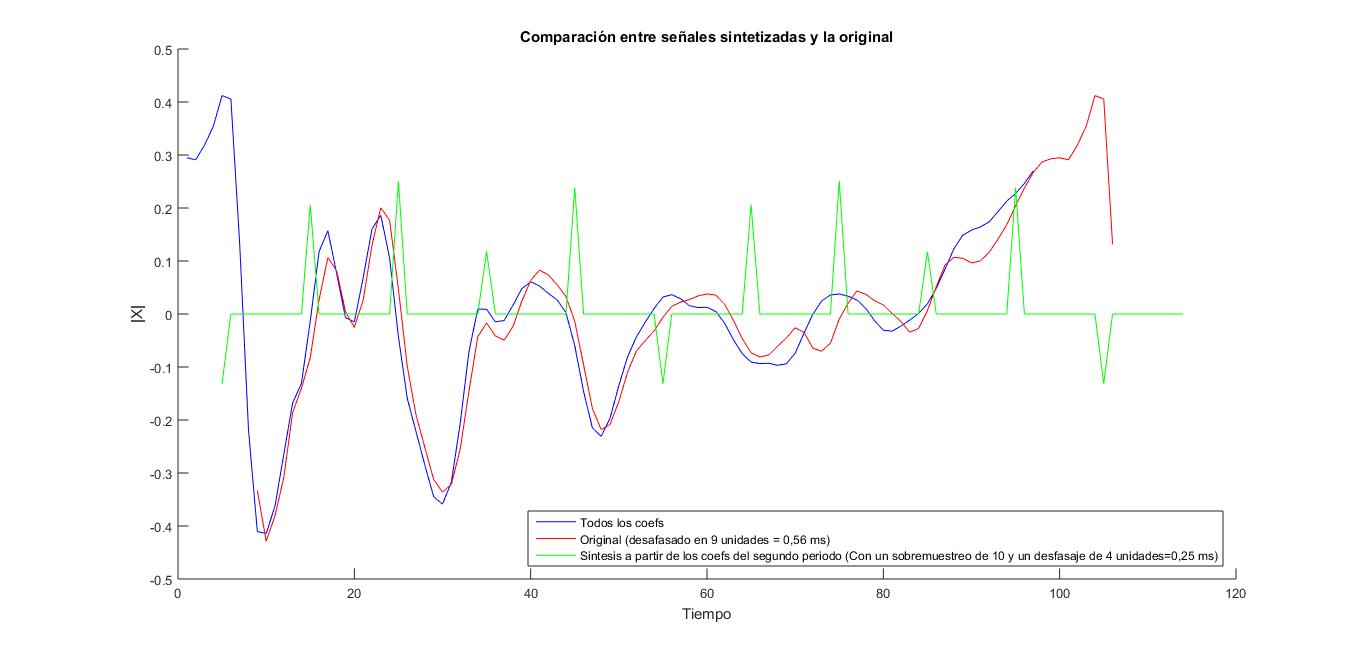 Comparación entre señales sintetizadas y la original
0.5
0.4
0.3
0.2
0.1
0
-0.1
-0.2
-0.3
-0.4
-0.5
|X|
Todos los coefs
Original (desafasado en 9 unidades = 0,56 ms)
Sintesis a partir de los coefs del segundo periodo (Con un sobremuestreo de 10 y un desfasaje de 4 unidades=0,25 ms)
0 20 40 60 80 100 120
Tiempo